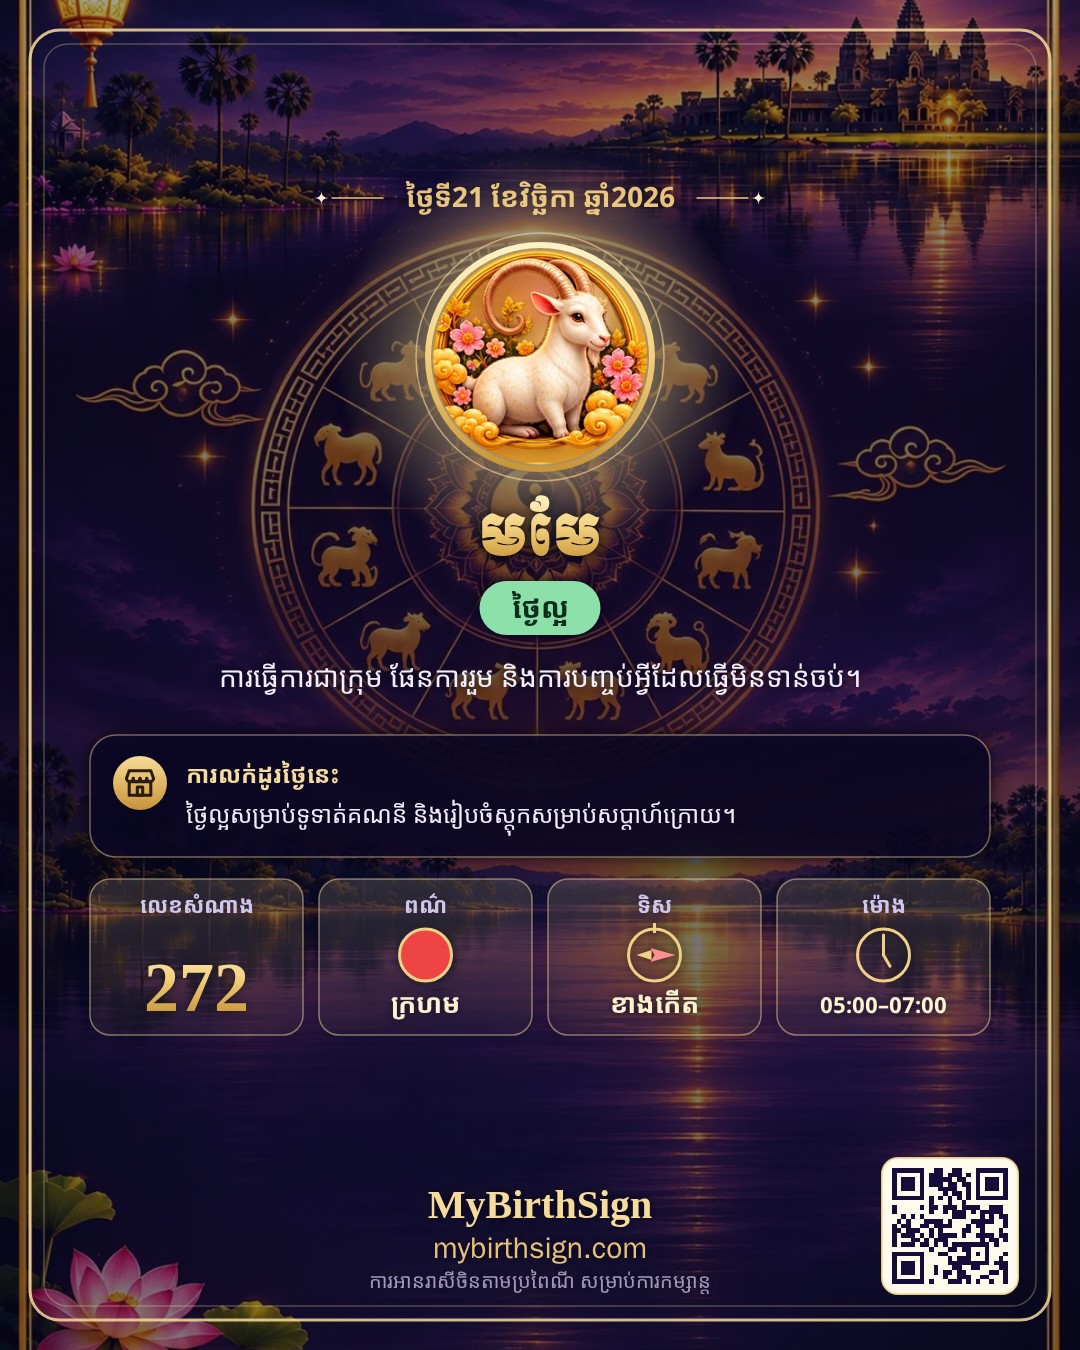 ថ្ងៃទី21 ខែវិច្ឆិកា ឆ្នាំ2026
មមែ
ថ្ងៃល្អ
ការធ្វើការជាក្រុម ផែនការរួម និងការបញ្ចប់អ្វីដែលធ្វើមិនទាន់ចប់។
ការលក់ដូរថ្ងៃនេះ
ថ្ងៃល្អសម្រាប់ទូទាត់គណនី និងរៀបចំស្តុកសម្រាប់សប្តាហ៍ក្រោយ។
លេខសំណាង
272
ពណ៌
ក្រហម
ទិស
ខាងកើត
ម៉ោង
05:00–07:00
MyBirthSign
mybirthsign.com
ការអានរាសីចិនតាមប្រពៃណី សម្រាប់ការកម្សាន្ត